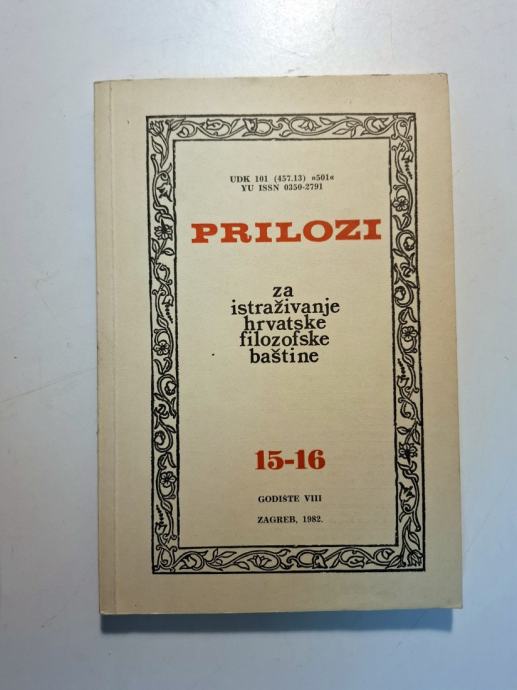 UDK 101 (457.13) »501«
YU ISSN 0350-2791
PRILOZI
za
istraživanje
hrvatske
filozofske
baštine
15-16
GODIŠTE VIII
ZAGREB, 1982.